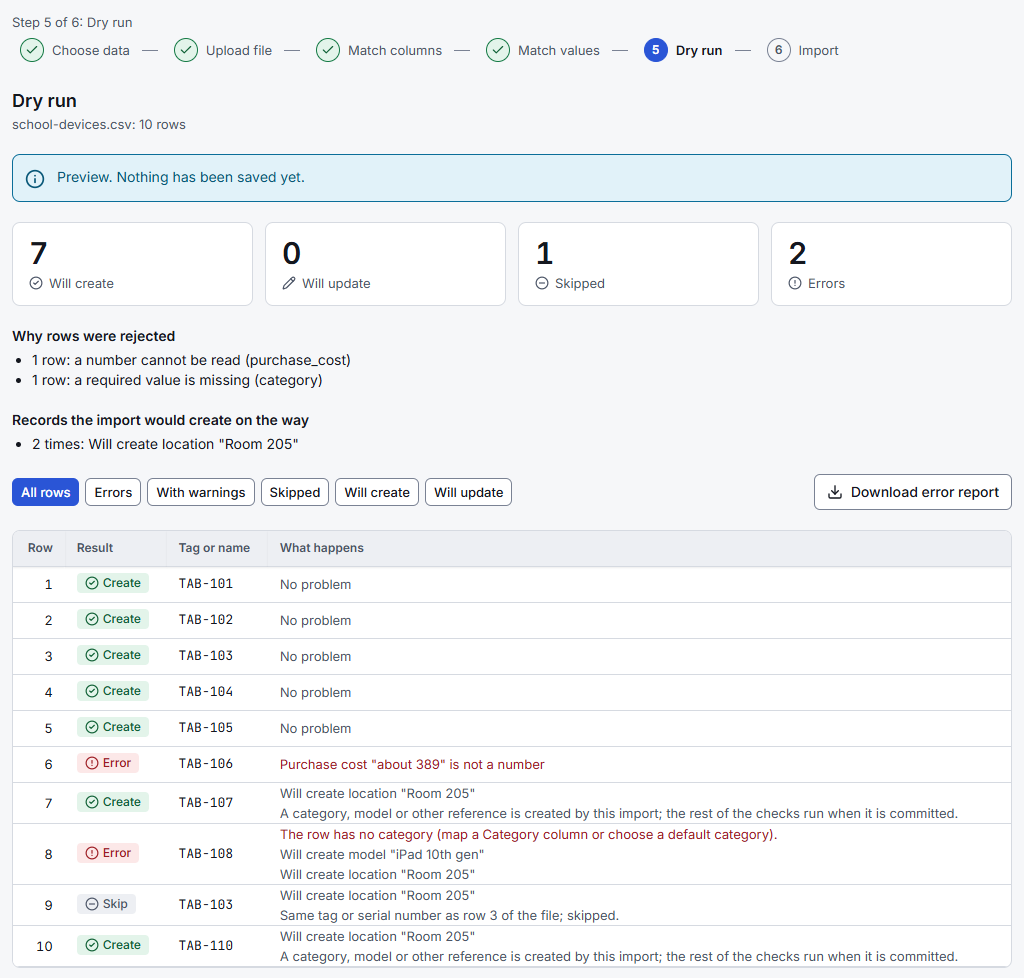 Step 5 of 6: Dry run
Choose data — Upload file — Match columns — Match values — 5 Dry run — 6 Import
Dry run
school-devices.csv: 10 rows
Preview. Nothing has been saved yet.
7 0 1 2
Will create Will update Skipped Errors
Why rows were rejected
• 1 row: a number cannot be read (purchase_cost)
• 1 row: a required value is missing (category)
Records the import would create on the way
• 2 times: Will create location "Room 205"
All rows Errors With warnings Skipped Will create Will update Download error report
Row Result Tag or name What happens
1 Create TAB-101 No problem
2 Create TAB-102 No problem
3 Create TAB-103 No problem
4 Create TAB-104 No problem
5 Create TAB-105 No problem
6 Error TAB-106 Purchase cost "about 389" is not a number
7 Create TAB-107 Will create location "Room 205"
A category, model or other reference is created by this import; the rest of the checks run when it is committed.
8 Error TAB-108 The row has no category (map a Category column or choose a default category).
Will create model "iPad 10th gen"
Will create location "Room 205"
9 Skip TAB-103 Will create location "Room 205"
Same tag or serial number as row 3 of the file; skipped.
10 Create TAB-110 Will create location "Room 205"
A category, model or other reference is created by this import; the rest of the checks run when it is committed.